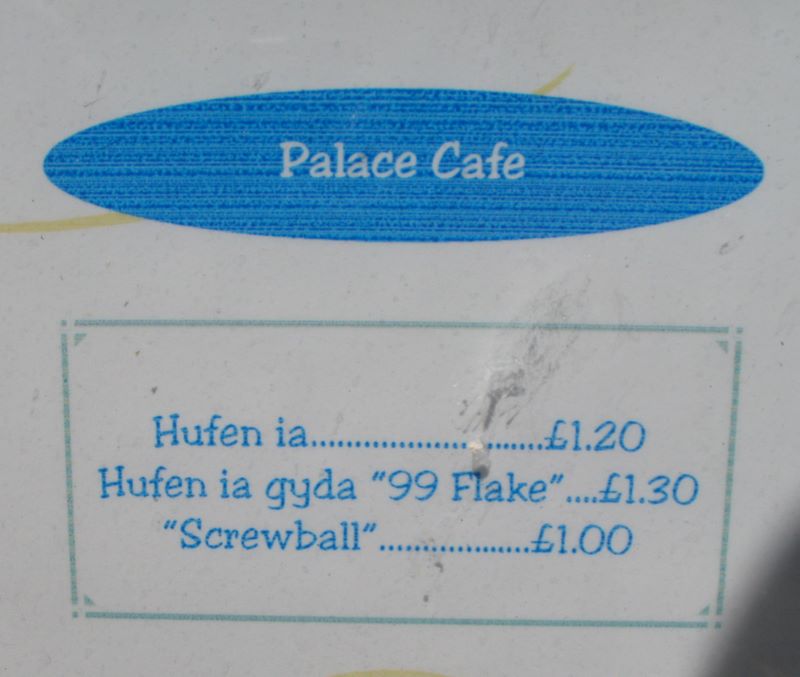 Palace Cafe
Hufen ia..............................£1.20
Hufen ia gyda "99 Flake"....£1.30
"Screwball"..................£1.00